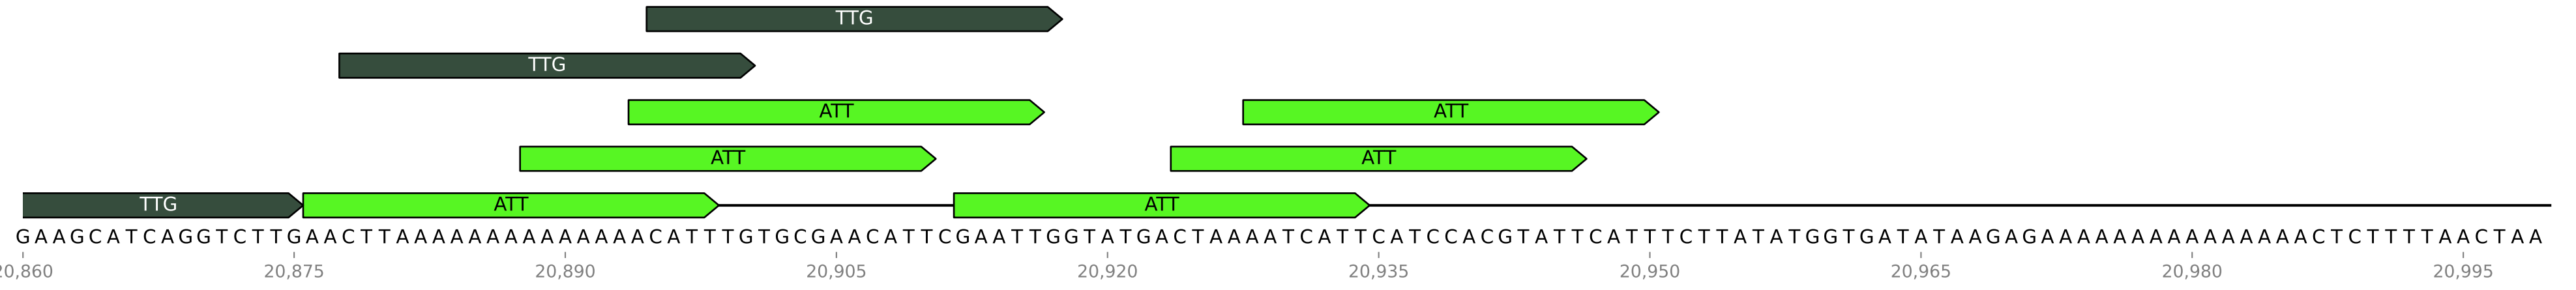 TTG
TTG
ATT ATT
ATT ATT
TTG ATT ATT
GAAGCATCAGGTCTTGAACTTAAAAAAAAAAAAAACATTTGTGCGAACATTCGAATTGGTATGACTAAAATCATTCATCCACGTATTCATTTCTTATATGGTGATATAAGAGAAAAAAAAAAAAAAACTCTTTTAACTAA
20,860 20,875 20,890 20,905 20,920 20,935 20,950 20,965 20,980 20,995